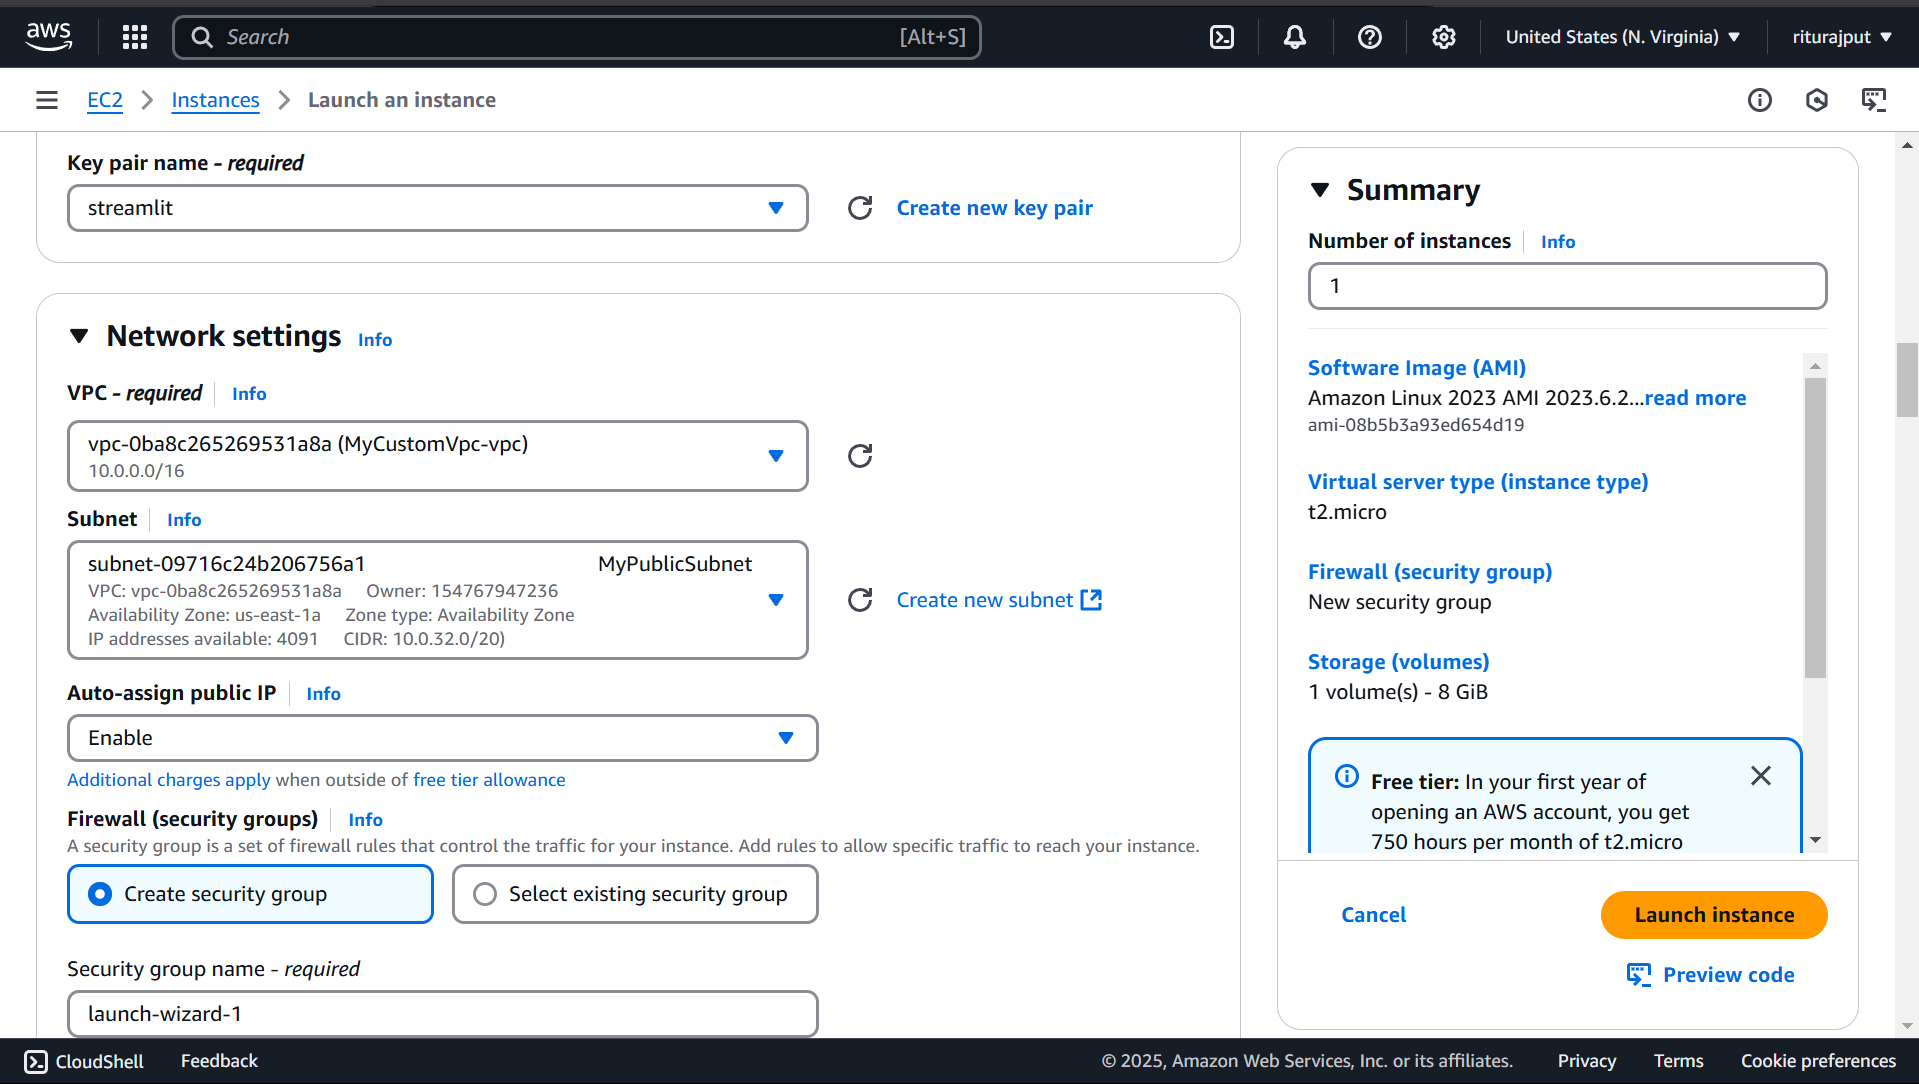 aws
Search [Alt+S]
United States (N. Virginia)
riturajput
EC2 Instances Launch an instance
Key pair name - required
streamlit
Create new key pair
Network settings Info
VPC - required Info
vpc-0ba8c265269531a8a (MyCustomVpc-vpc)
10.0.0.0/16
Subnet Info
subnet-09716c24b206756a1 MyPublicSubnet
VPC: vpc-0ba8c265269531a8a Owner: 154767947236
Availability Zone: us-east-1a Zone type: Availability Zone
IP addresses available: 4091 CIDR: 10.0.32.0/20)
Create new subnet
Auto-assign public IP Info
Enable
Additional charges apply when outside of free tier allowance
Firewall (security groups) Info
A security group is a set of firewall rules that control the traffic for your instance. Add rules to allow specific traffic to reach your instance.
Create security group
Select existing security group
Security group name - required
launch-wizard-1
Summary
Number of instances Info
1
Software Image (AMI)
Amazon Linux 2023 AMI 2023.6.2...read more
ami-08b5b3a93ed654d19
Virtual server type (instance type)
t2.micro
Firewall (security group)
New security group
Storage (volumes)
1 volume(s) - 8 GiB
Free tier: In your first year of
opening an AWS account, you get
750 hours per month of t2.micro
Cancel
Launch instance
Preview code
CloudShell Feedback
© 2025, Amazon Web Services, Inc. or its affiliates. Privacy Terms Cookie preferences